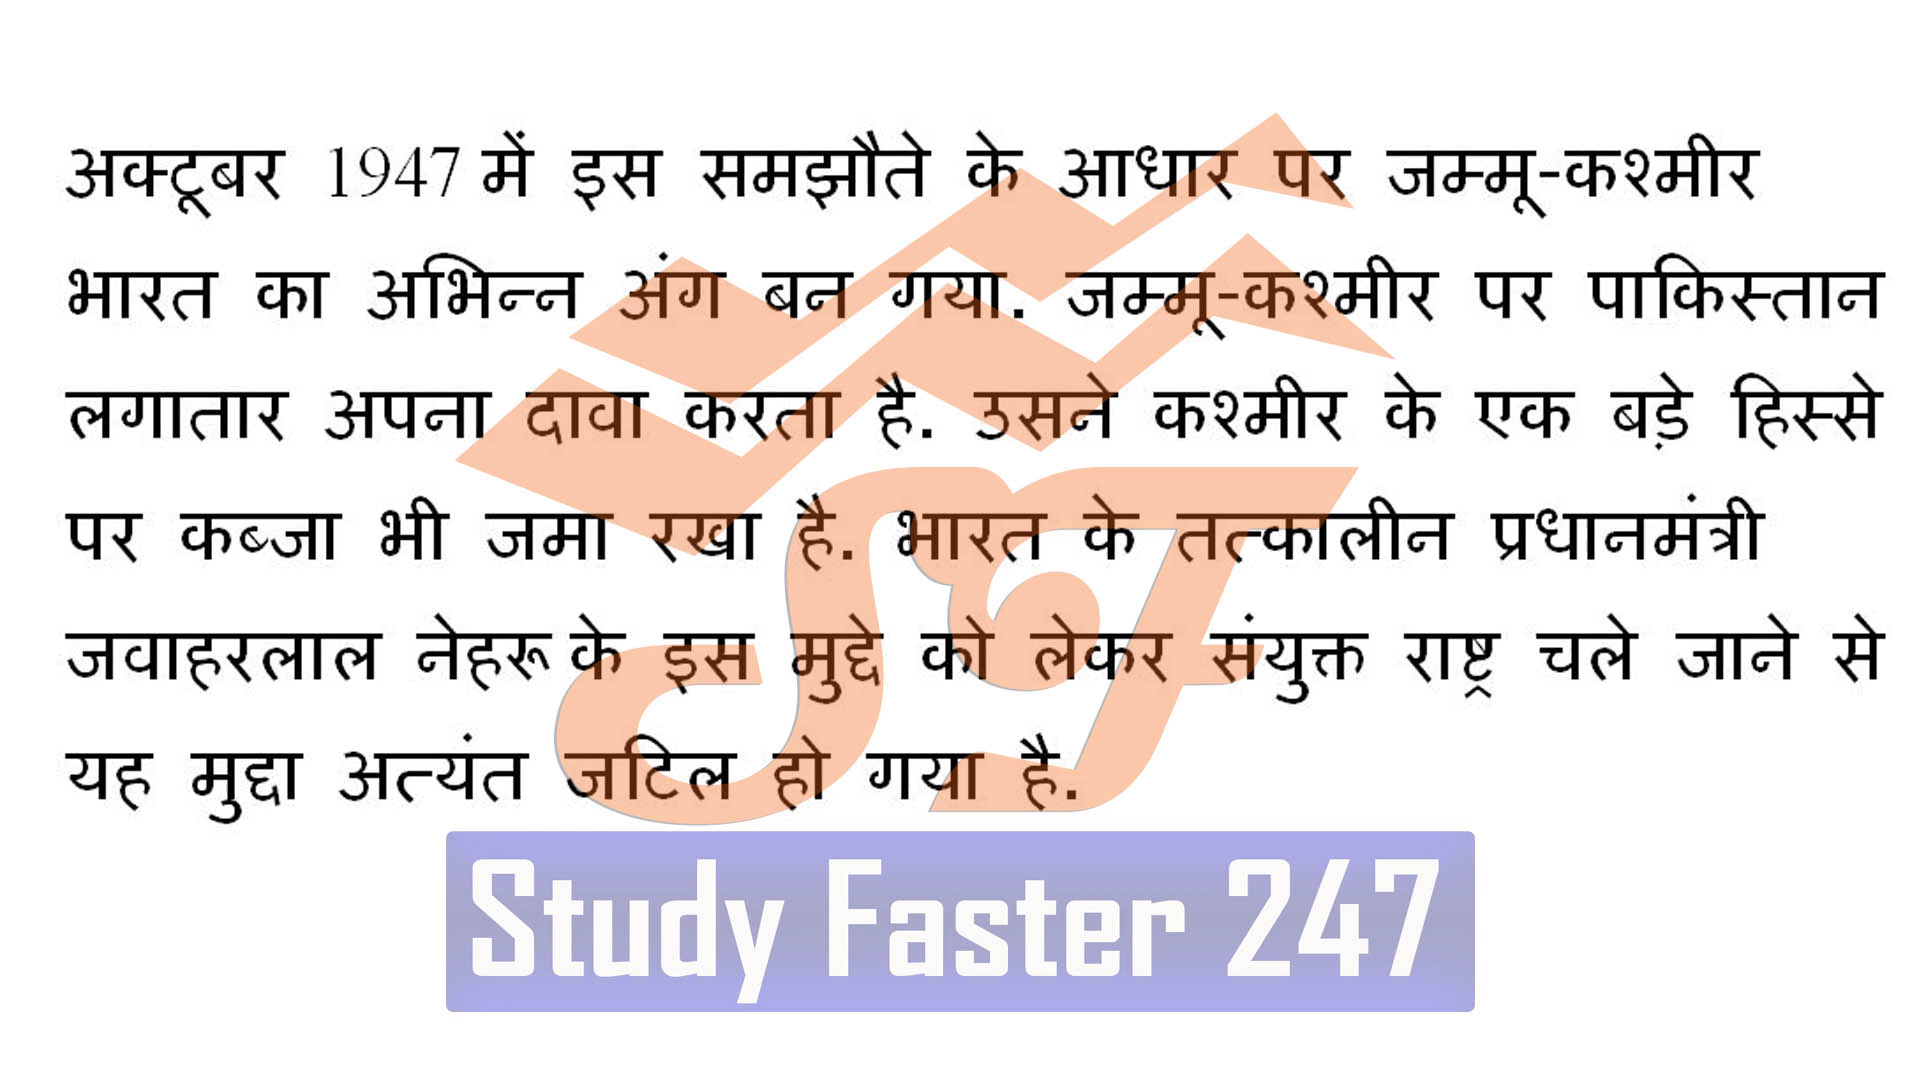 अक्टूबर 1947 में इस समझौते के आधार पर जम्मू-कश्मीर
भारत का अभिन्न अंग बन गया. जम्मू-कश्मीर पर पाकिस्तान
लगातार अपना दावा करता है. उसने कश्मीर के एक बड़े हिस्से
पर कब्जा भी जमा रखा है. भारत के तत्कालीन प्रधानमंत्री
जवाहरलाल नेहरू के इस मुद्दे को लेकर संयुक्त राष्ट्र चले जाने से
यह मुद्दा अत्यंत जटिल हो गया है.
SF
Study Faster 247